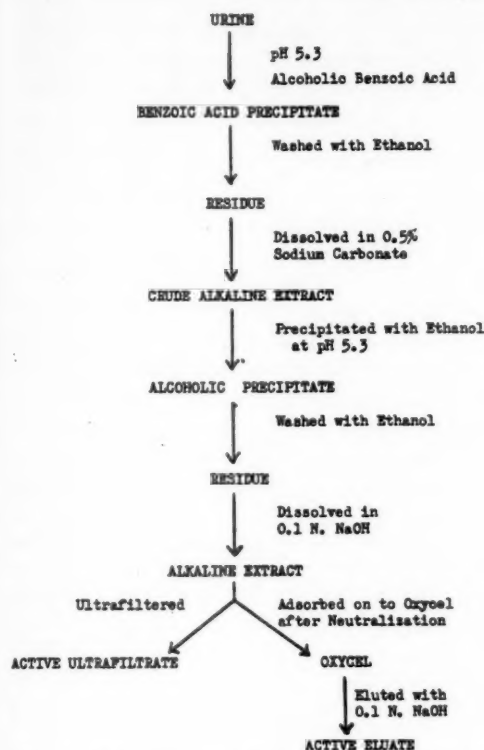 URINE
pH 5.3
Alcoholic Benzoic Acid
BENZOIC ACID PRECIPITATE
Washed with Ethanol
RESIDUE
Dissolved in 0.5%
Sodium Carbonate
CRUDE ALKALINE EXTRACT
Precipitated with Ethanol
at pH 5.3
ALCOHOLIC PRECIPITATE
Washed with Ethanol
RESIDUE
Dissolved in
0.1 N. NaOH
ALKALINE EXTRACT
Ultrafiltered
Adsorbed on to Oxycel
after Neutralization
ACTIVE ULTRAFILTRATE
OXYCEL
Eluted with
0.1 N. NaOH
ACTIVE ELUATE